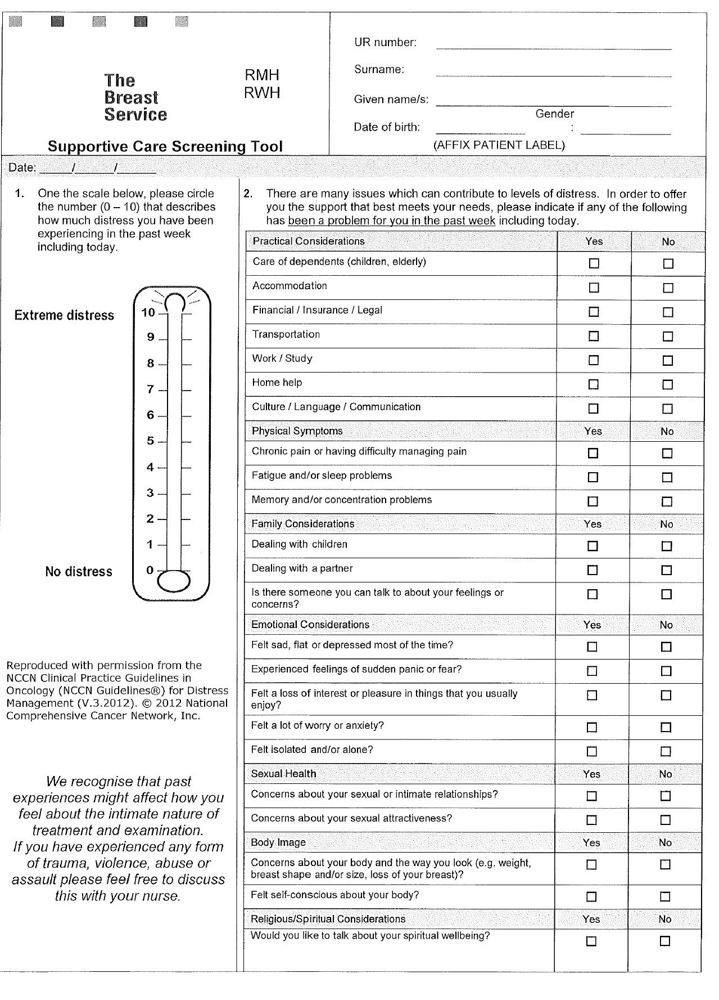 The
Breast
Service
RMH
RWH
Supportive Care Screening Tool
UR number:
Surname:
Given name/s:
Gender
Date of birth: :
(AFFIX PATIENT LABEL)
Date: / /
1. One the scale below, please circle
the number (0 – 10) that describes
how much distress you have been
experiencing in the past week
including today.
Extreme distress
10
9
8
7
6
5
4
3
2
1
No distress 0
Reproduced with permission from the
NCCN Clinical Practice Guidelines in
Oncology (NCCN Guidelines®) for Distress
Management (V.3.2012). © 2012 National
Comprehensive Cancer Network, Inc.
We recognise that past
experiences might affect how you
feel about the intimate nature of
treatment and examination.
If you have experienced any form
of trauma, violence, abuse or
assault please feel free to discuss
this with your nurse.
2. There are many issues which can contribute to levels of distress. In order to offer
you the support that best meets your needs, please indicate if any of the following
has been a problem for you in the past week including today.
Practical Considerations Yes No
Care of dependents (children, elderly)
Accommodation
Financial / Insurance / Legal
Transportation
Work / Study
Home help
Culture / Language / Communication
Physical Symptoms Yes No
Chronic pain or having difficulty managing pain
Fatigue and/or sleep problems
Memory and/or concentration problems
Family Considerations Yes No
Dealing with children
Dealing with a partner
Is there someone you can talk to about your feelings or
concerns?
Emotional Considerations Yes No
Felt sad, flat or depressed most of the time?
Experienced feelings of sudden panic or fear?
Felt a loss of interest or pleasure in things that you usually
enjoy?
Felt a lot of worry or anxiety?
Felt isolated and/or alone?
Sexual Health Yes No
Concerns about your sexual or intimate relationships?
Concerns about your sexual attractiveness?
Body Image Yes No
Concerns about your body and the way you look (e.g. weight,
breast shape and/or size, loss of your breast)?
Felt self-conscious about your body?
Religious/Spiritual Considerations Yes No
Would you like to talk about your spiritual wellbeing?